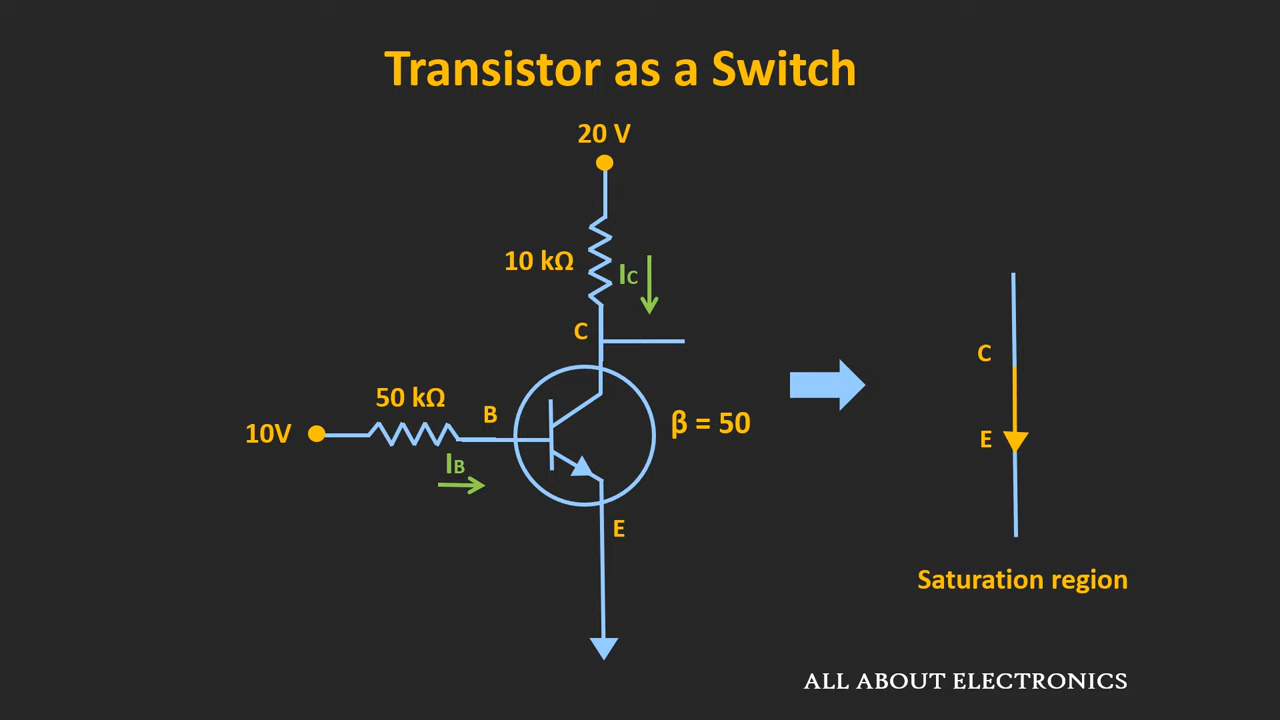 Transistor as a Switch
20 V
10 kΩ
IC
C
50 kΩ
B
10V
IB
β = 50
E
C
E
Saturation region
ALL ABOUT ELECTRONICS